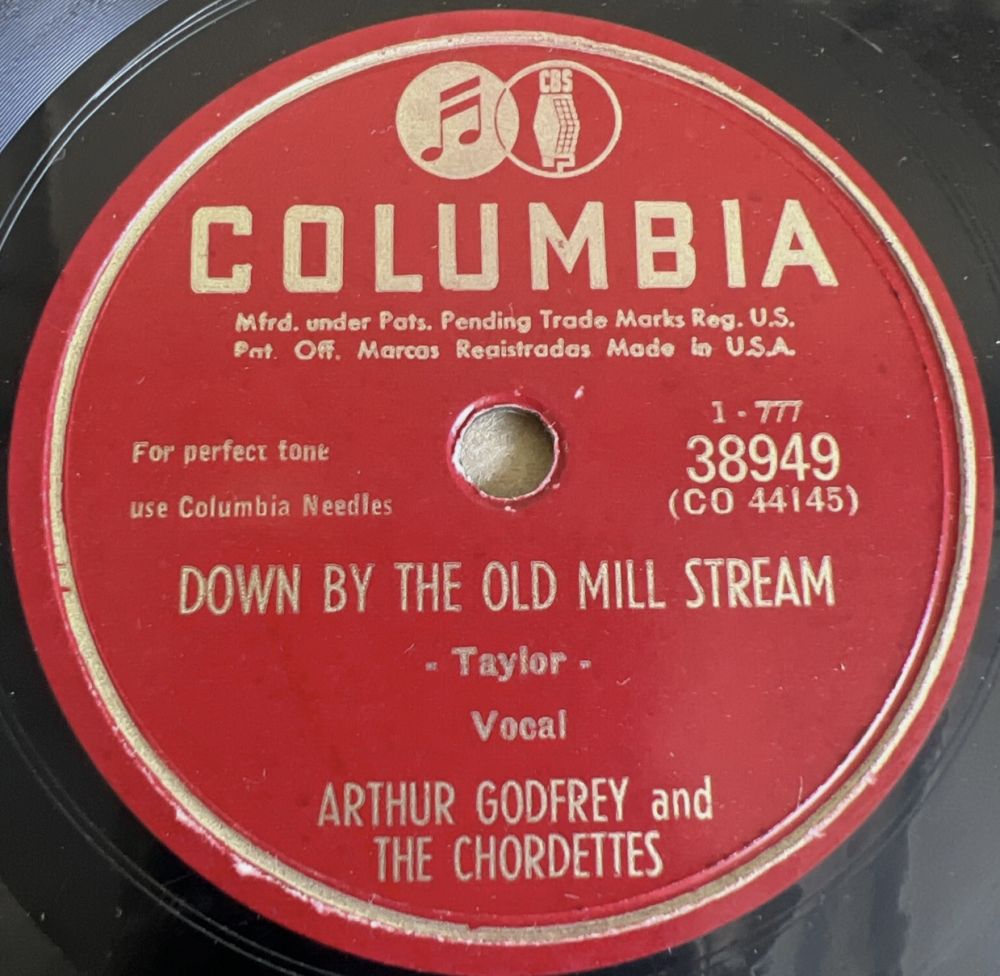 CBS
COLUMBIA
Mfrd. under Pats. Pending Trade Marks Reg. U.S.
Pat. Off. Marcas Registradas Made in U.S.A.
1-777
38949
(CO 44145)
For perfect tone
use Columbia Needles
DOWN BY THE OLD MILL STREAM
- Taylor -
Vocal
ARTHUR GODFREY and
THE CHORDETTES